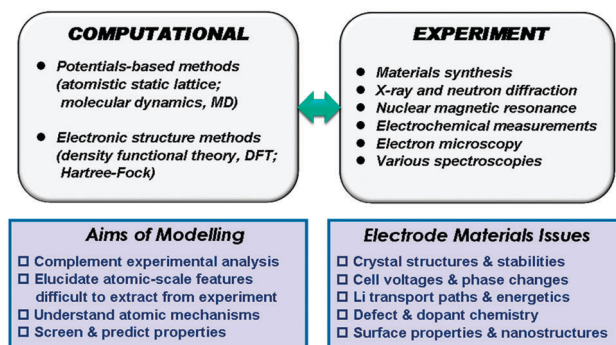 COMPUTATIONAL
● Potentials-based methods
(atomistic static lattice;
molecular dynamics, MD)
● Electronic structure methods
(density functional theory, DFT;
Hartree-Fock)
EXPERIMENT
● Materials synthesis
● X-ray and neutron diffraction
● Nuclear magnetic resonance
● Electrochemical measurements
● Electron microscopy
● Various spectroscopies
Aims of Modelling
□ Complement experimental analysis
□ Elucidate atomic-scale features
difficult to extract from experiment
□ Understand atomic mechanisms
□ Screen & predict properties
Electrode Materials Issues
□ Crystal structures & stabilities
□ Cell voltages & phase changes
□ Li transport paths & energetics
□ Defect & dopant chemistry
□ Surface properties & nanostructures